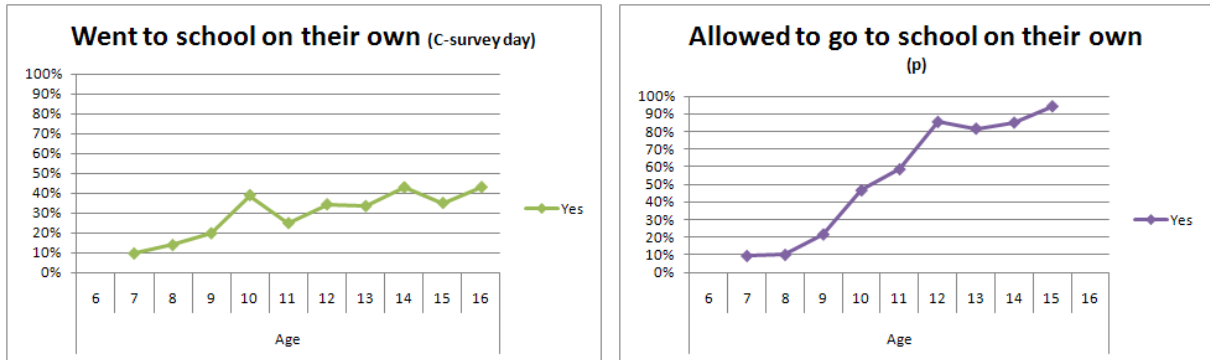 Went to school on their own (C-survey day)
100%
90%
80%
70%
60%
50%
40%
30%
20%
10%
0%
6 7 8 9 10 11 12 13 14 15 16
Age
Yes
Allowed to go to school on their own
(p)
100%
90%
80%
70%
60%
50%
40%
30%
20%
10%
0%
6 7 8 9 10 11 12 13 14 15 16
Age
Yes